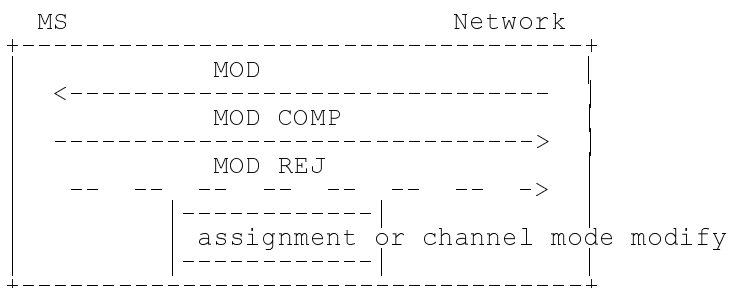 MS Network
MOD
MOD COMP
MOD REJ
assignment or channel mode modify